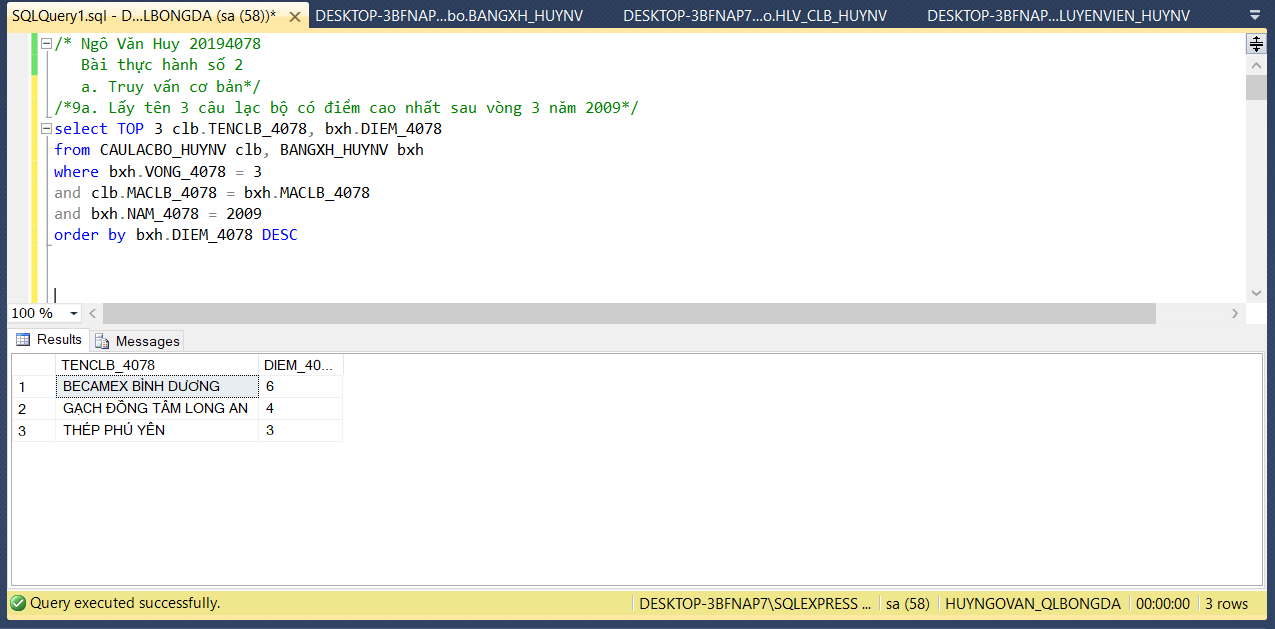 SQLQuery1.sql - D...LBONGDA (sa (58))* DESKTOP-3BFNAP...bo.BANGXH_HUYNV DESKTOP-3BFNAP7...o.HLV_CLB_HUYNV DESKTOP-3BFNAP...LUYENVIEN_HUYNV
/* Ngô Văn Huy 20194078
Bài thực hành số 2
a. Truy vấn cơ bản*/
/*9a. Lấy tên 3 câu lạc bộ có điểm cao nhất sau vòng 3 năm 2009*/
select TOP 3 clb.TENCLB_4078, bxh.DIEM_4078
from CAULACBO_HUYNV clb, BANGXH_HUYNV bxh
where bxh.VONG_4078 = 3
and clb.MACLB_4078 = bxh.MACLB_4078
and bxh.NAM_4078 = 2009
order by bxh.DIEM_4078 DESC
100 %
Results Messages
TENCLB_4078 DIEM_40...
1 BECAMEX BÌNH DƯƠNG 6
2 GẠCH ĐỒNG TÂM LONG AN 4
3 THÉP PHÚ YÊN 3
Query executed successfully. DESKTOP-3BFNAP7\SQLEXPRESS ... sa (58) HUYNGOVAN_QLBONGDA 00:00:00 3 rows